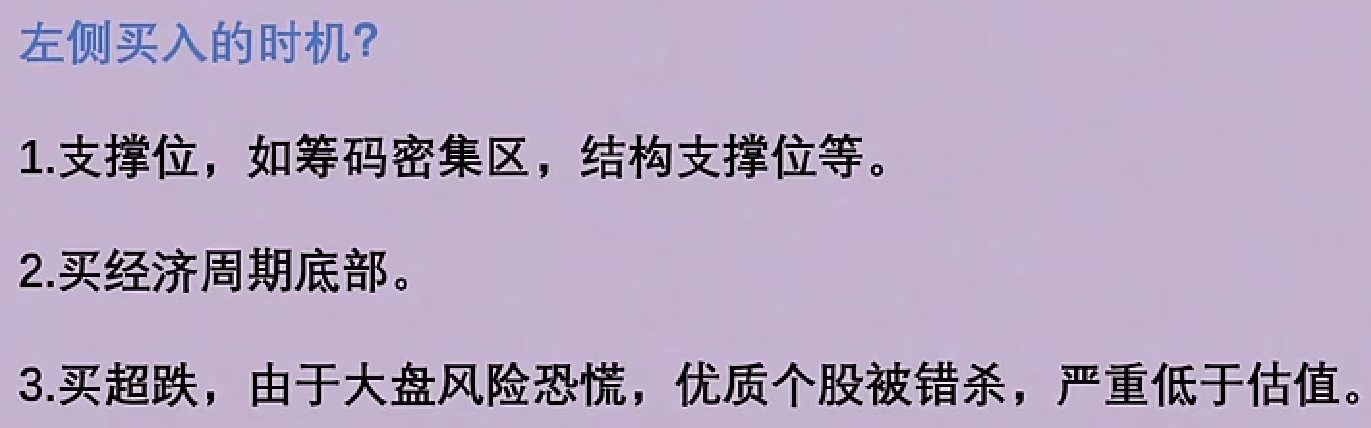 左侧买入的时机？
1.支撑位，如筹码密集区，结构支撑位等。
2.买经济周期底部。
3.买超跌，由于大盘风险恐慌，优质个股被错杀，严重低于估值。